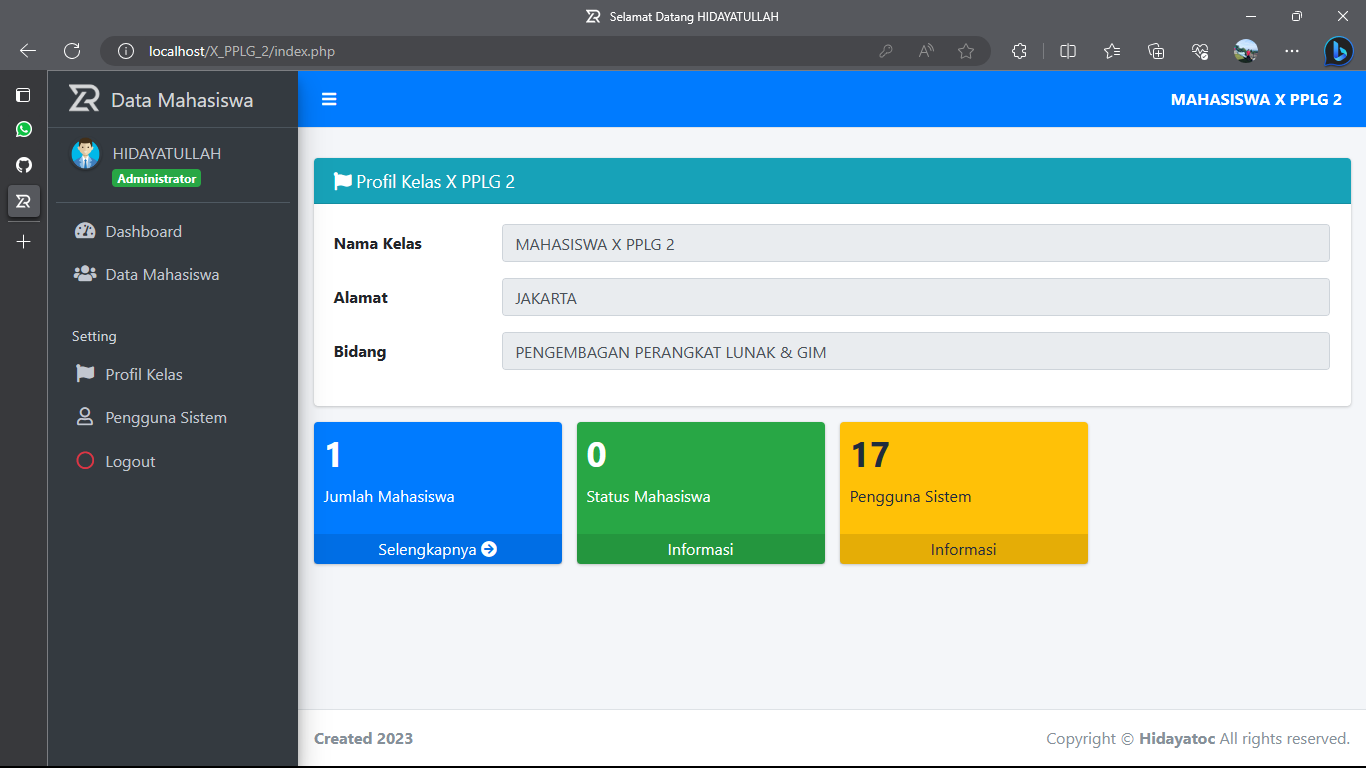 Selamat Datang HIDAYATULLAH
localhost/X_PPLG_2/index.php
Data Mahasiswa
MAHASISWA X PPLG 2
HIDAYATULLAH
Administrator
Dashboard
Data Mahasiswa
Setting
Profil Kelas
Pengguna Sistem
Logout
Profil Kelas X PPLG 2
Nama Kelas MAHASISWA X PPLG 2
Alamat JAKARTA
Bidang PENGEMBAGAN PERANGKAT LUNAK & GIM
1
Jumlah Mahasiswa
Selengkapnya
0
Status Mahasiswa
Informasi
17
Pengguna Sistem
Informasi
Created 2023
Copyright © Hidayatoc All rights reserved.